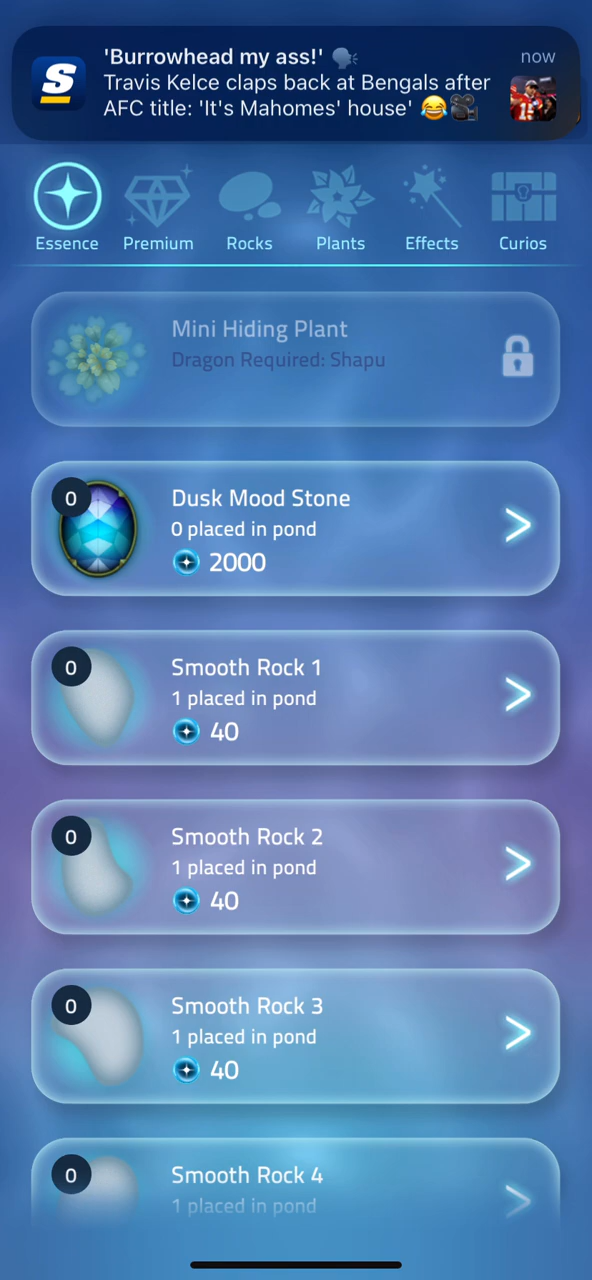 'Burrowhead my ass!' 🗣️
now
Travis Kelce claps back at Bengals after
AFC title: 'It's Mahomes' house' 😂🎥
S
Essence
Premium
Rocks
Plants
Effects
Curios
Mini Hiding Plant
Dragon Required: Shapu
0
Dusk Mood Stone
0 placed in pond
2000
0
Smooth Rock 1
1 placed in pond
40
0
Smooth Rock 2
1 placed in pond
40
0
Smooth Rock 3
1 placed in pond
40
0
Smooth Rock 4
1 placed in pond